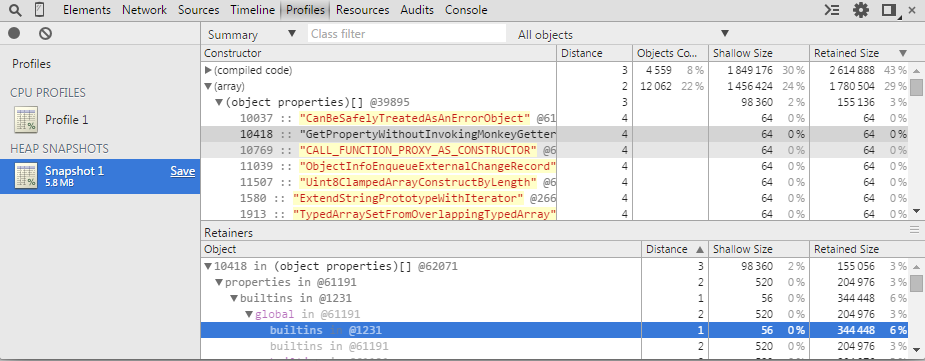 Elements Network Sources Timeline Profiles Resources Audits Console
Summary ▼ Class filter All objects ▼
Profiles
CPU PROFILES
Profile 1
HEAP SNAPSHOTS
Snapshot 1 Save
5.8 MB
Constructor Distance Objects Co... Shallow Size Retained Size ▼
▶(compiled code) 3 4 559 8 % 1 849 176 30 % 2 614 888 43 %
▼(array) 2 12 062 22 % 1 456 424 24 % 1 780 504 29 %
▼(object properties)[] @39895 3 98 360 2 % 155 136 3 %
10037 :: "CanBeSafelyTreatedAsAnErrorObject" @61 4 64 0 % 64 0 %
10418 :: "GetPropertyWithoutInvokingMonkeyGetter 4 64 0 % 64 0 %
10769 :: "CALL_FUNCTION_PROXY_AS_CONSTRUCTOR" @6 4 64 0 % 64 0 %
11039 :: "ObjectInfoEnqueueExternalChangeRecord" 4 64 0 % 64 0 %
11507 :: "Uint8ClampedArrayConstructByLength" @6 4 64 0 % 64 0 %
1580 :: "ExtendStringPrototypeWithIterator" @266 4 64 0 % 64 0 %
1913 :: "TypedArraySetFromOverlappingTypedArray" 4 64 0 % 64 0 %
Retainers
Object Distance ▲ Shallow Size Retained Size
▼10418 in (object properties)[] @62071 3 98 360 2 % 155 056 3 %
▼properties in @61191 2 520 0 % 204 976 3 %
▼builtins in @1231 1 56 0 % 344 448 6 %
▼global in @61191 2 520 0 % 204 976 3 %
builtins in @1231 1 56 0 % 344 448 6 %
builtins in @61191 2 520 0 % 204 976 3 %